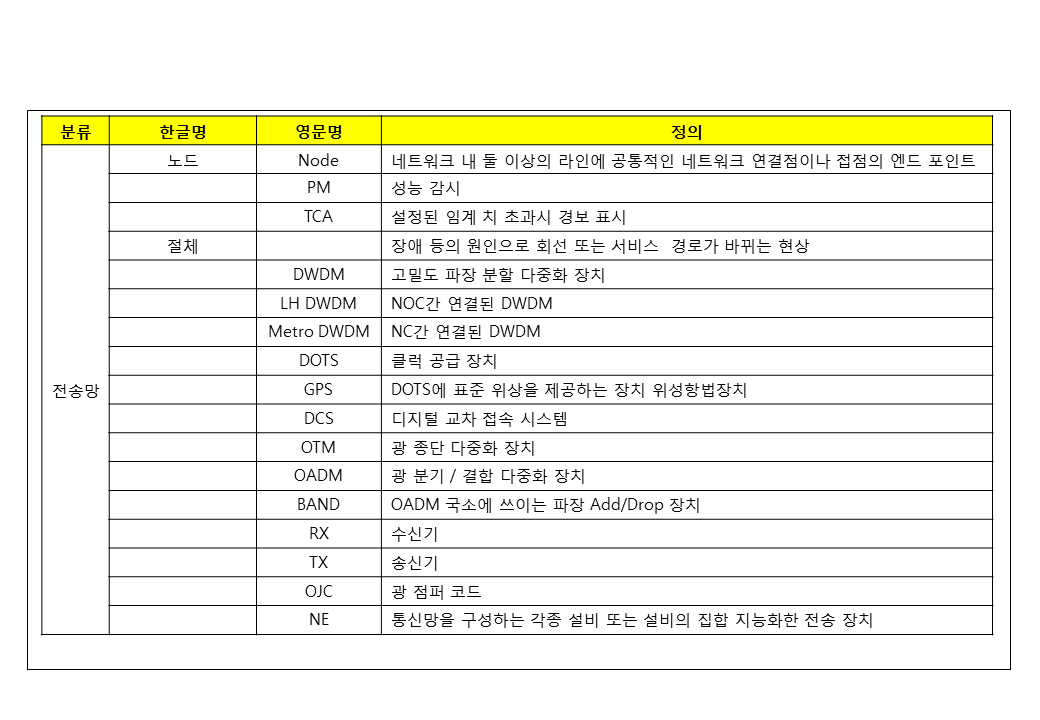 분류 한글명 영문명 정의
노드 Node 네트워크 내 둘 이상의 라인에 공통적인 네트워크 연결점이나 접점의 엔드 포인트
PM 성능 감시
TCA 설정된 임계 치 초과시 경보 표시
절체 장애 등의 원인으로 회선 또는 서비스 경로가 바뀌는 현상
DWDM 고밀도 파장 분할 다중화 장치
LH DWDM NOC간 연결된 DWDM
Metro DWDM NC간 연결된 DWDM
DOTS 클럭 공급 장치
전송망 GPS DOTS에 표준 위상을 제공하는 장치 위성항법장치
DCS 디지털 교차 접속 시스템
OTM 광 종단 다중화 장치
OADM 광 분기 / 결합 다중화 장치
BAND OADM 국소에 쓰이는 파장 Add/Drop 장치
RX 수신기
TX 송신기
OJC 광 점퍼 코드
NE 통신망을 구성하는 각종 설비 또는 설비의 집합 지능화한 전송 장치